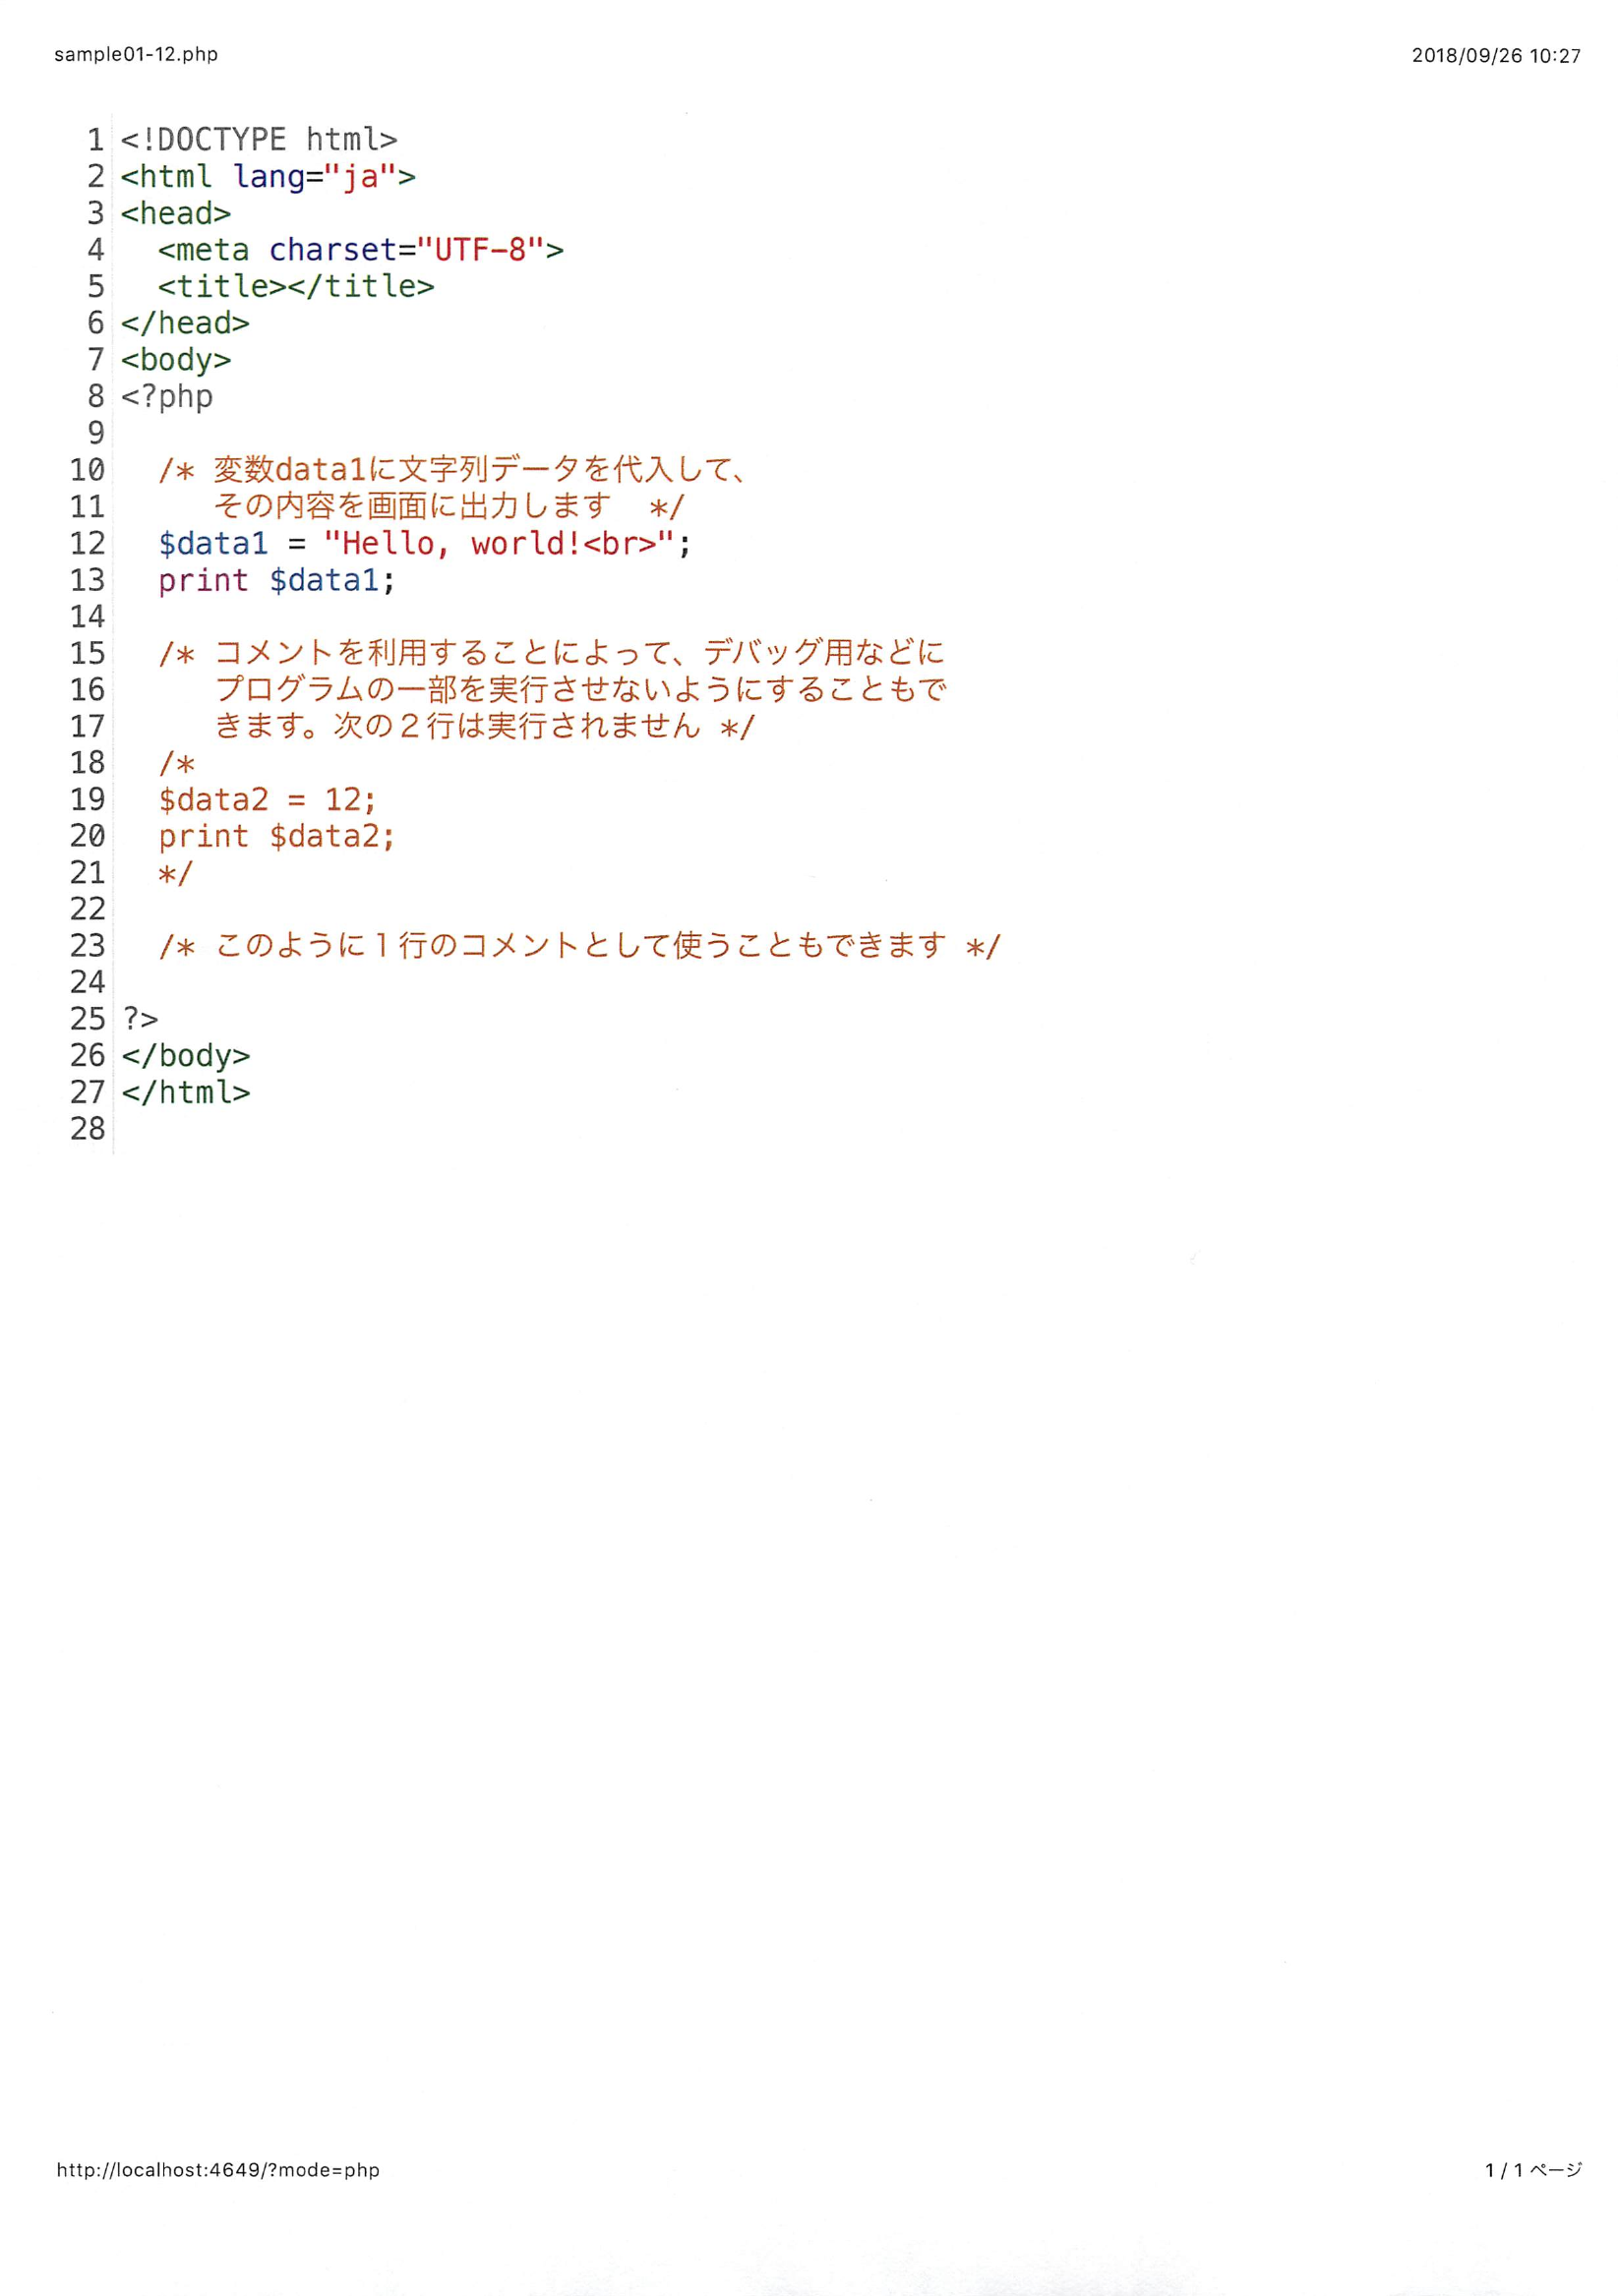 sample01-12.php 2018/09/26 10:27
1 <!DOCTYPE html>
2 <html lang="ja">
3 <head>
4   <meta charset="UTF-8">
5   <title></title>
6 </head>
7 <body>
8 <?php
9
10   /* 変数data1に文字列データを代入して、
11      その内容を画面に出力します  */
12   $data1 = "Hello, world!<br>";
13   print $data1;
14
15   /* コメントを利用することによって、デバッグ用などに
16      プログラムの一部を実行させないようにすることもで
17      きます。次の２行は実行されません */
18   /*
19   $data2 = 12;
20   print $data2;
21   */
22
23   /* このように１行のコメントとして使うこともできます */
24
25 ?>
26 </body>
27 </html>
28
http://localhost:4649/?mode=php 1 / 1 ページ